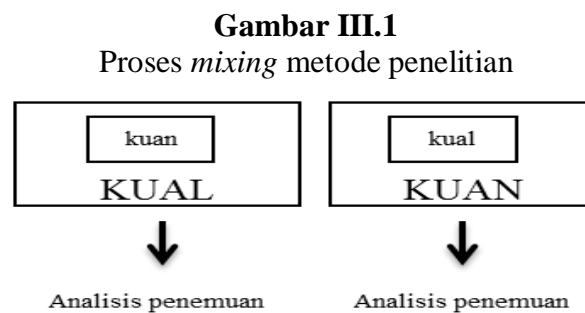 Gambar III.1
Proses mixing metode penelitian
kuan
KUAL
Analisis penemuan
kual
KUAN
Analisis penemuan